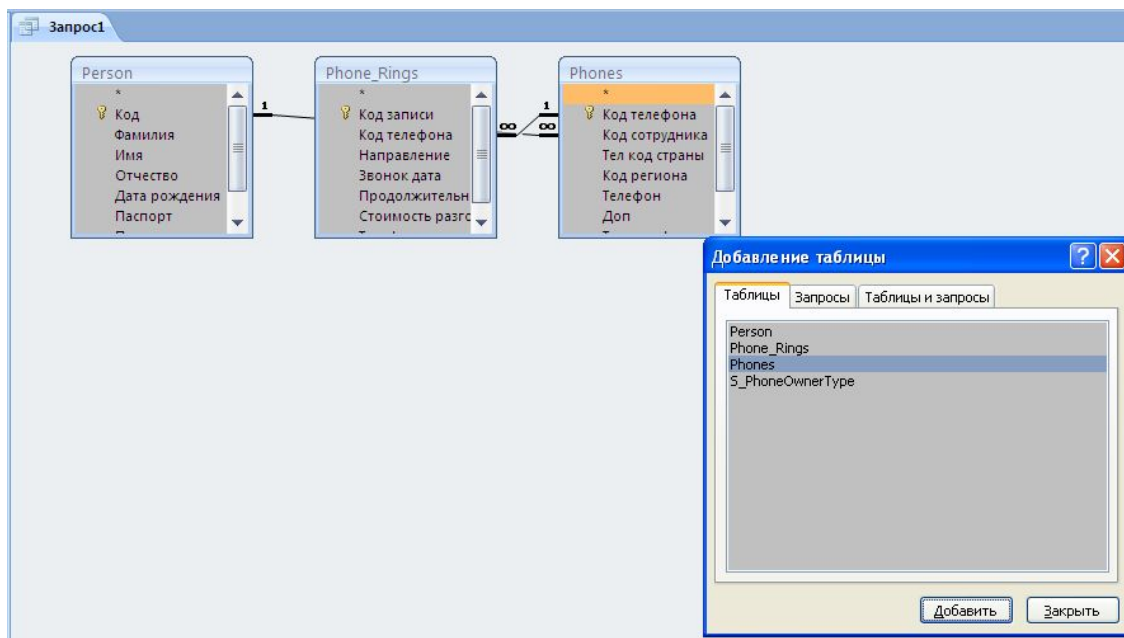 Запрос1
Person
*
Код
Фамилия
Имя
Отчество
Дата рождения
Паспорт
1
Phone_Rings
*
Код записи
Код телефона
Направление
Звонок дата
Продолжительн
Стоимость разгс
∞
1
∞
Phones
*
Код телефона
Код сотрудника
Тел код страны
Код региона
Телефон
Доп
Добавление таблицы
Таблицы Запросы Таблицы и запросы
Person
Phone_Rings
Phones
S_PhoneOwnerType
Добавить Закрыть